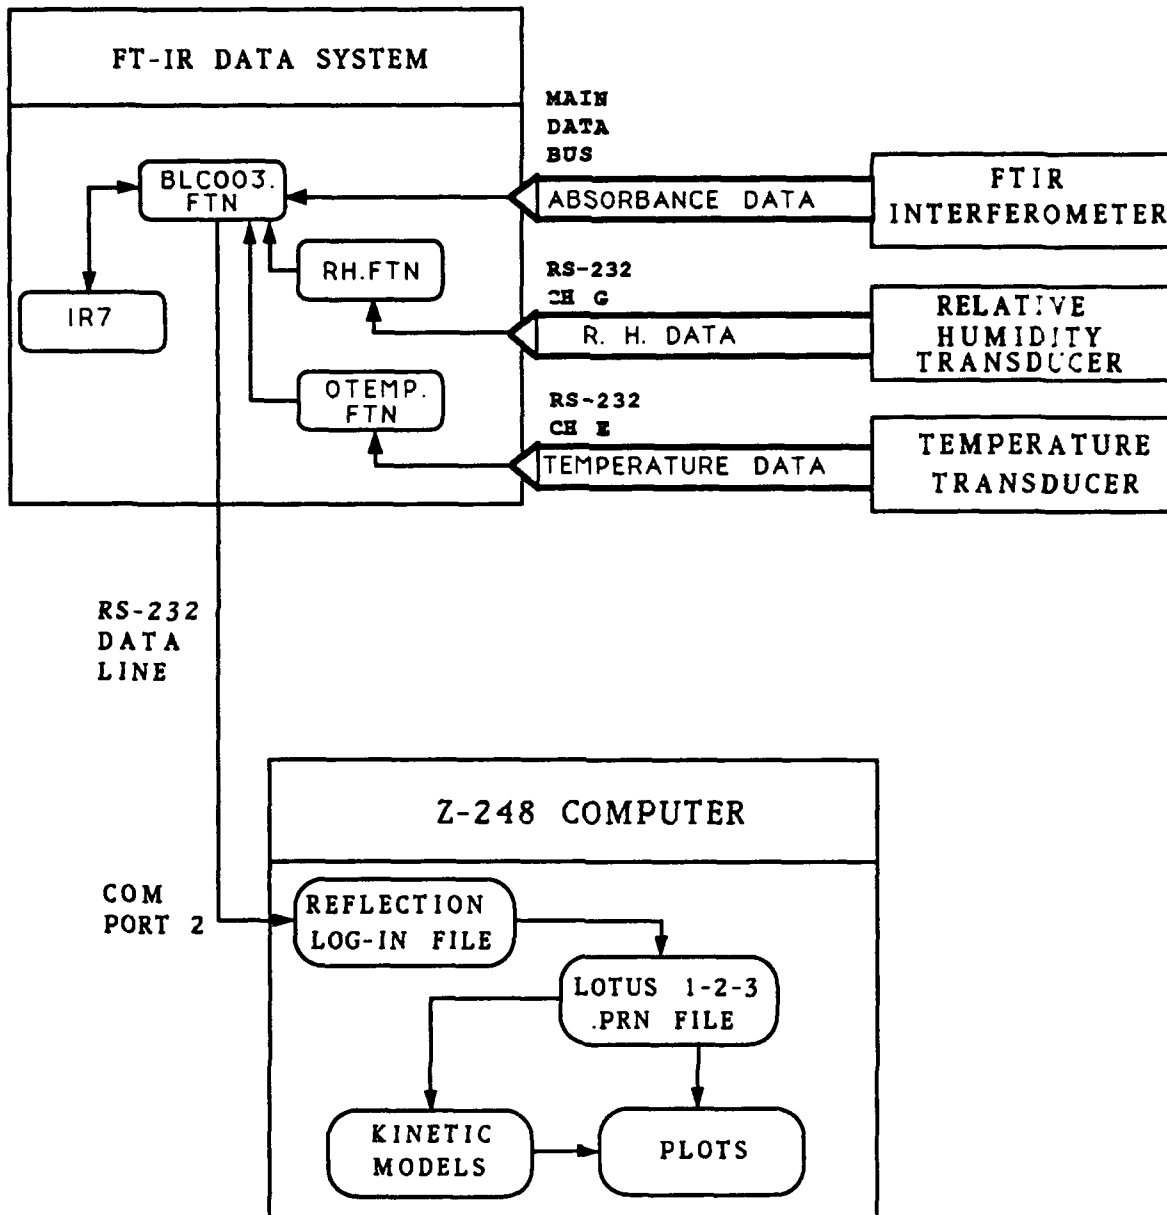 FT-IR DATA SYSTEM
MAIN
DATA
BUS
BLC003.
FTN
ABSORBANCE DATA
FTIR
INTERFEROMETER
RH.FTN
IR7
RS-232
CH G
R. H. DATA
RELATIVE
HUMIDITY
TRANSDUCER
OTEMP.
FTN
RS-232
CH E
TEMPERATURE DATA
TEMPERATURE
TRANSDUCER
RS-232
DATA
LINE
Z-248 COMPUTER
COM
PORT 2
REFLECTION
LOG-IN FILE
LOTUS 1-2-3
.PRN FILE
KINETIC
MODELS
PLOTS